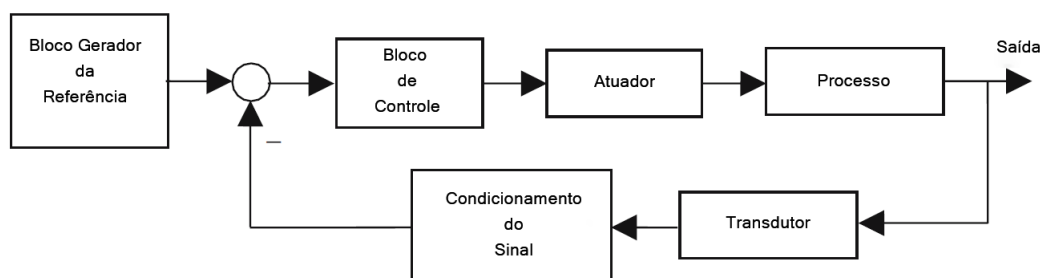 Bloco Gerador
da
Referência
Bloco
de
Controle
Atuador
Processo
Saída
–
Condicionamento
do
Sinal
Transdutor